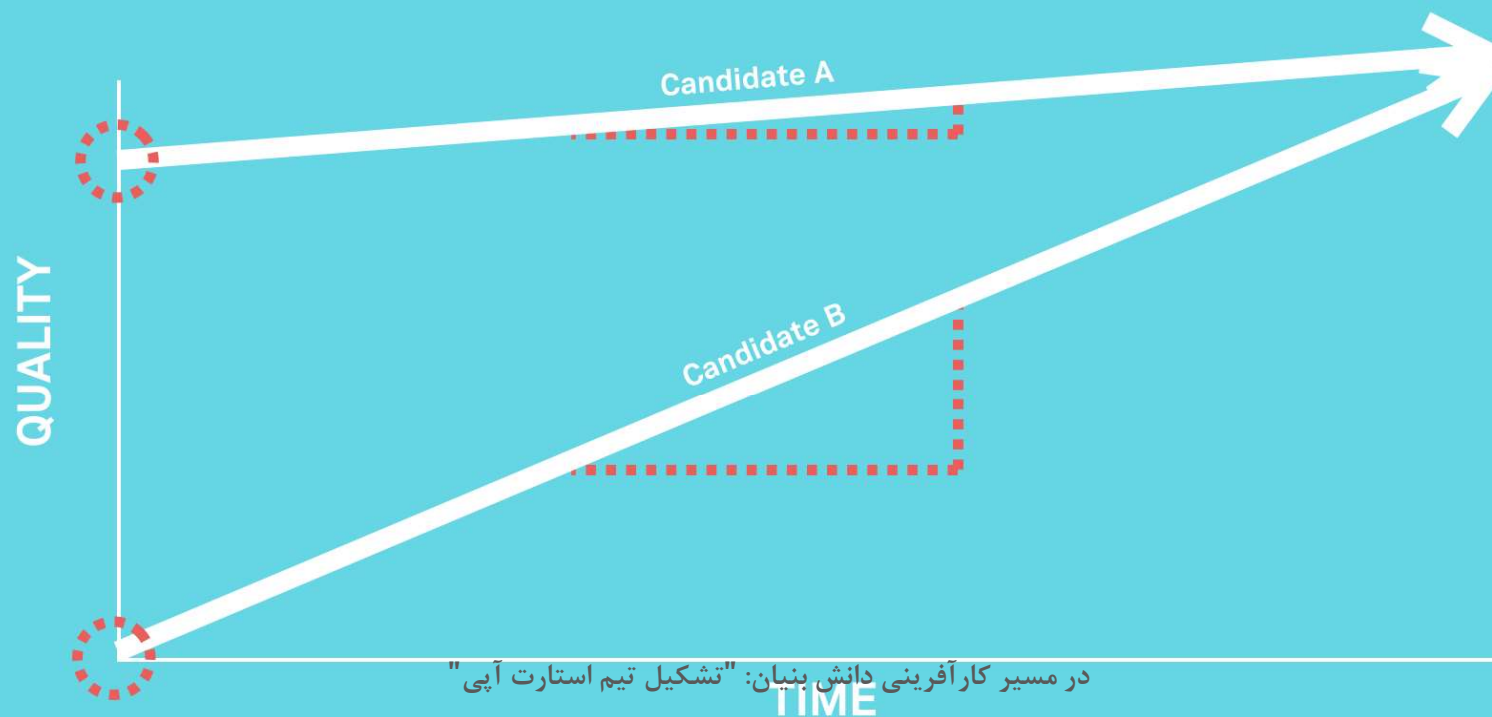 Candidate A
QUALITY
Candidate B
در مسیر کارآفرینی دانش بنیان: "تشکیل تیم استارت آپی"
TIME